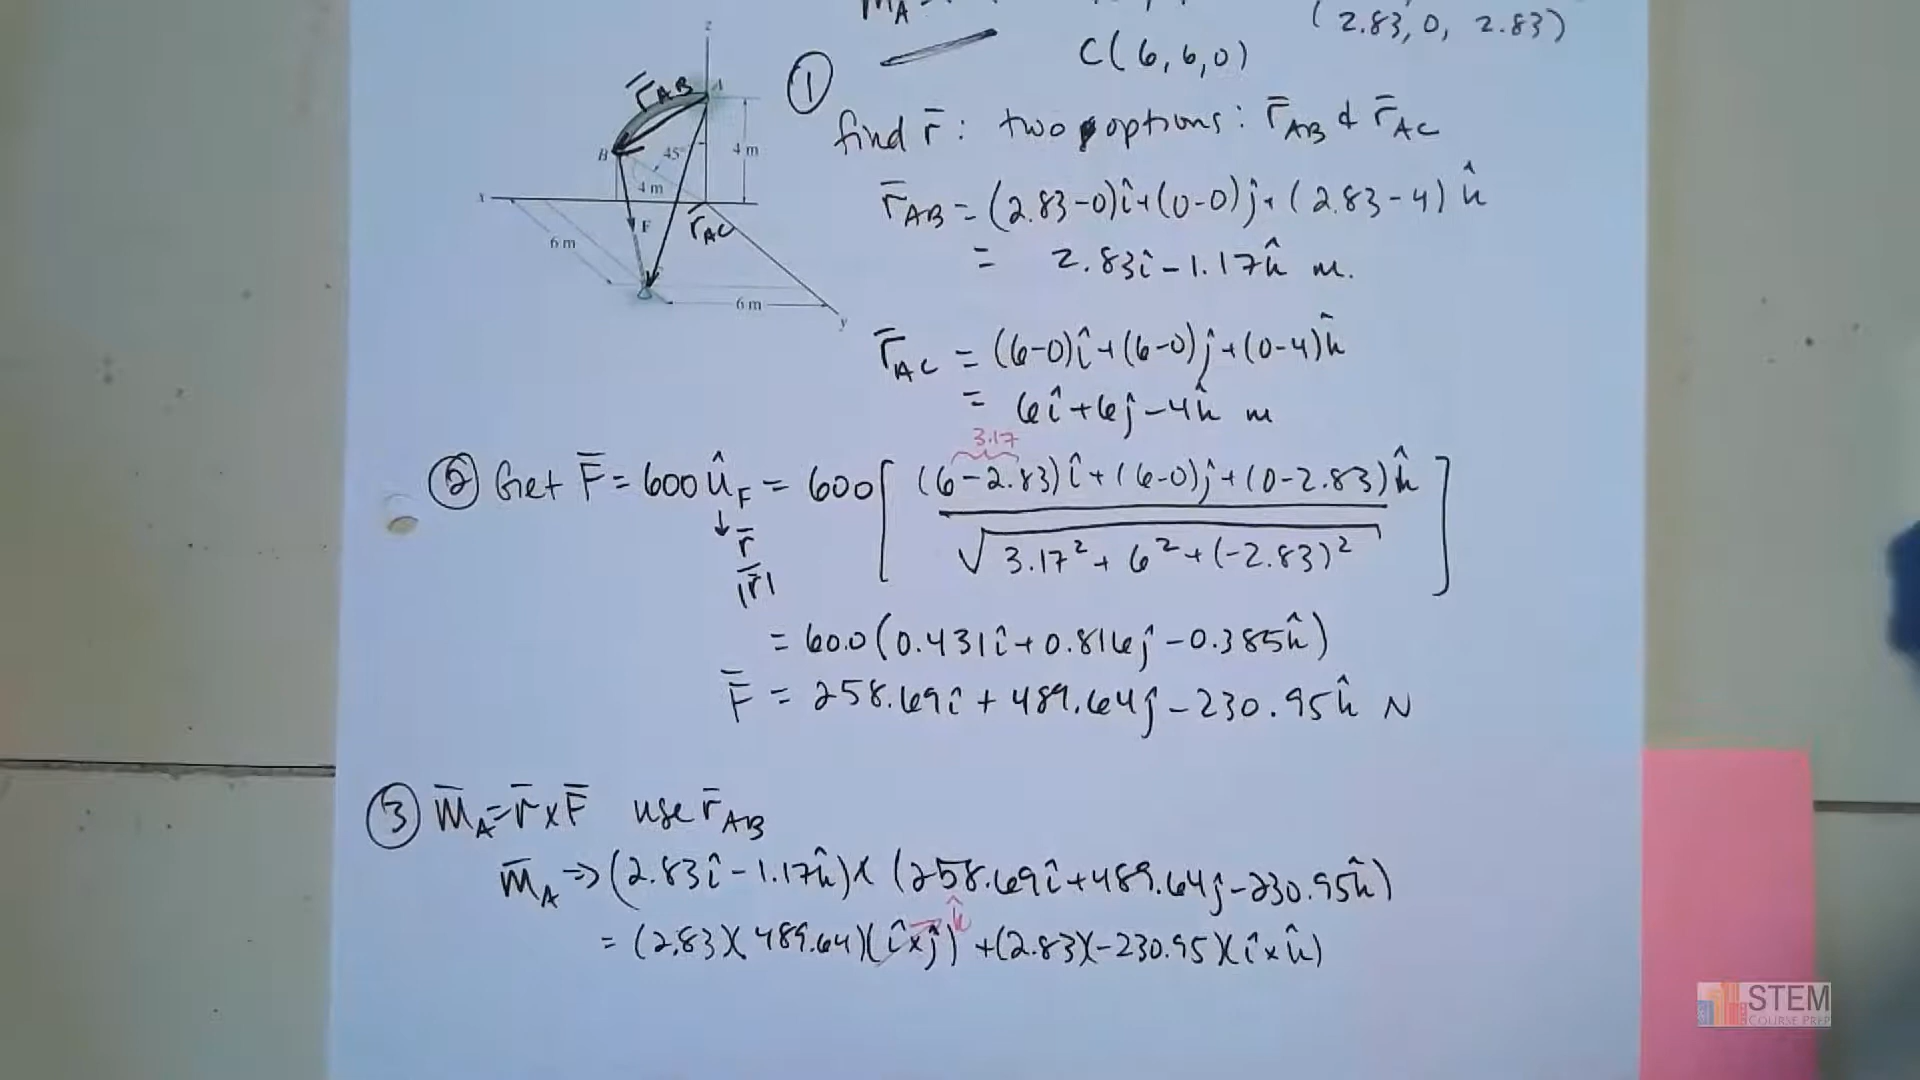 (2.83, 0, 2.83)
C(6,6,0)
①
find r̄: two options: r̄AB & r̄AC
r̄AB = (2.83-0)î+(0-0)ĵ+(2.83-4)k̂
= 2.83î-1.17k̂ m.
r̄AC = (6-0)î+(6-0)ĵ+(0-4)k̂
= 6î+6ĵ-4k̂ m
z
r̄AB
A
B
45°
4 m
4 m
x
F
r̄AC
6 m
6 m
y
3.17
② Get F̄ = 600 ûF = 600 [ (6-2.83)î+(6-0)ĵ+(0-2.83)k̂ ]
√3.17²+6²+(-2.83)²
↓
r̄
|r̄|
= 600(0.431î+0.816ĵ-0.385k̂)
F̄ = 258.69î+489.64ĵ-230.95k̂ N
③ M̄A = r̄ x F̄ use r̄AB
M̄A ⇒ (2.83î-1.17k̂) x (258.69î+489.64ĵ-230.95k̂)
k̂
= (2.83)(489.64)(î x ĵ) + (2.83)(-230.95)(î x k̂)
STEM
COURSE PREP